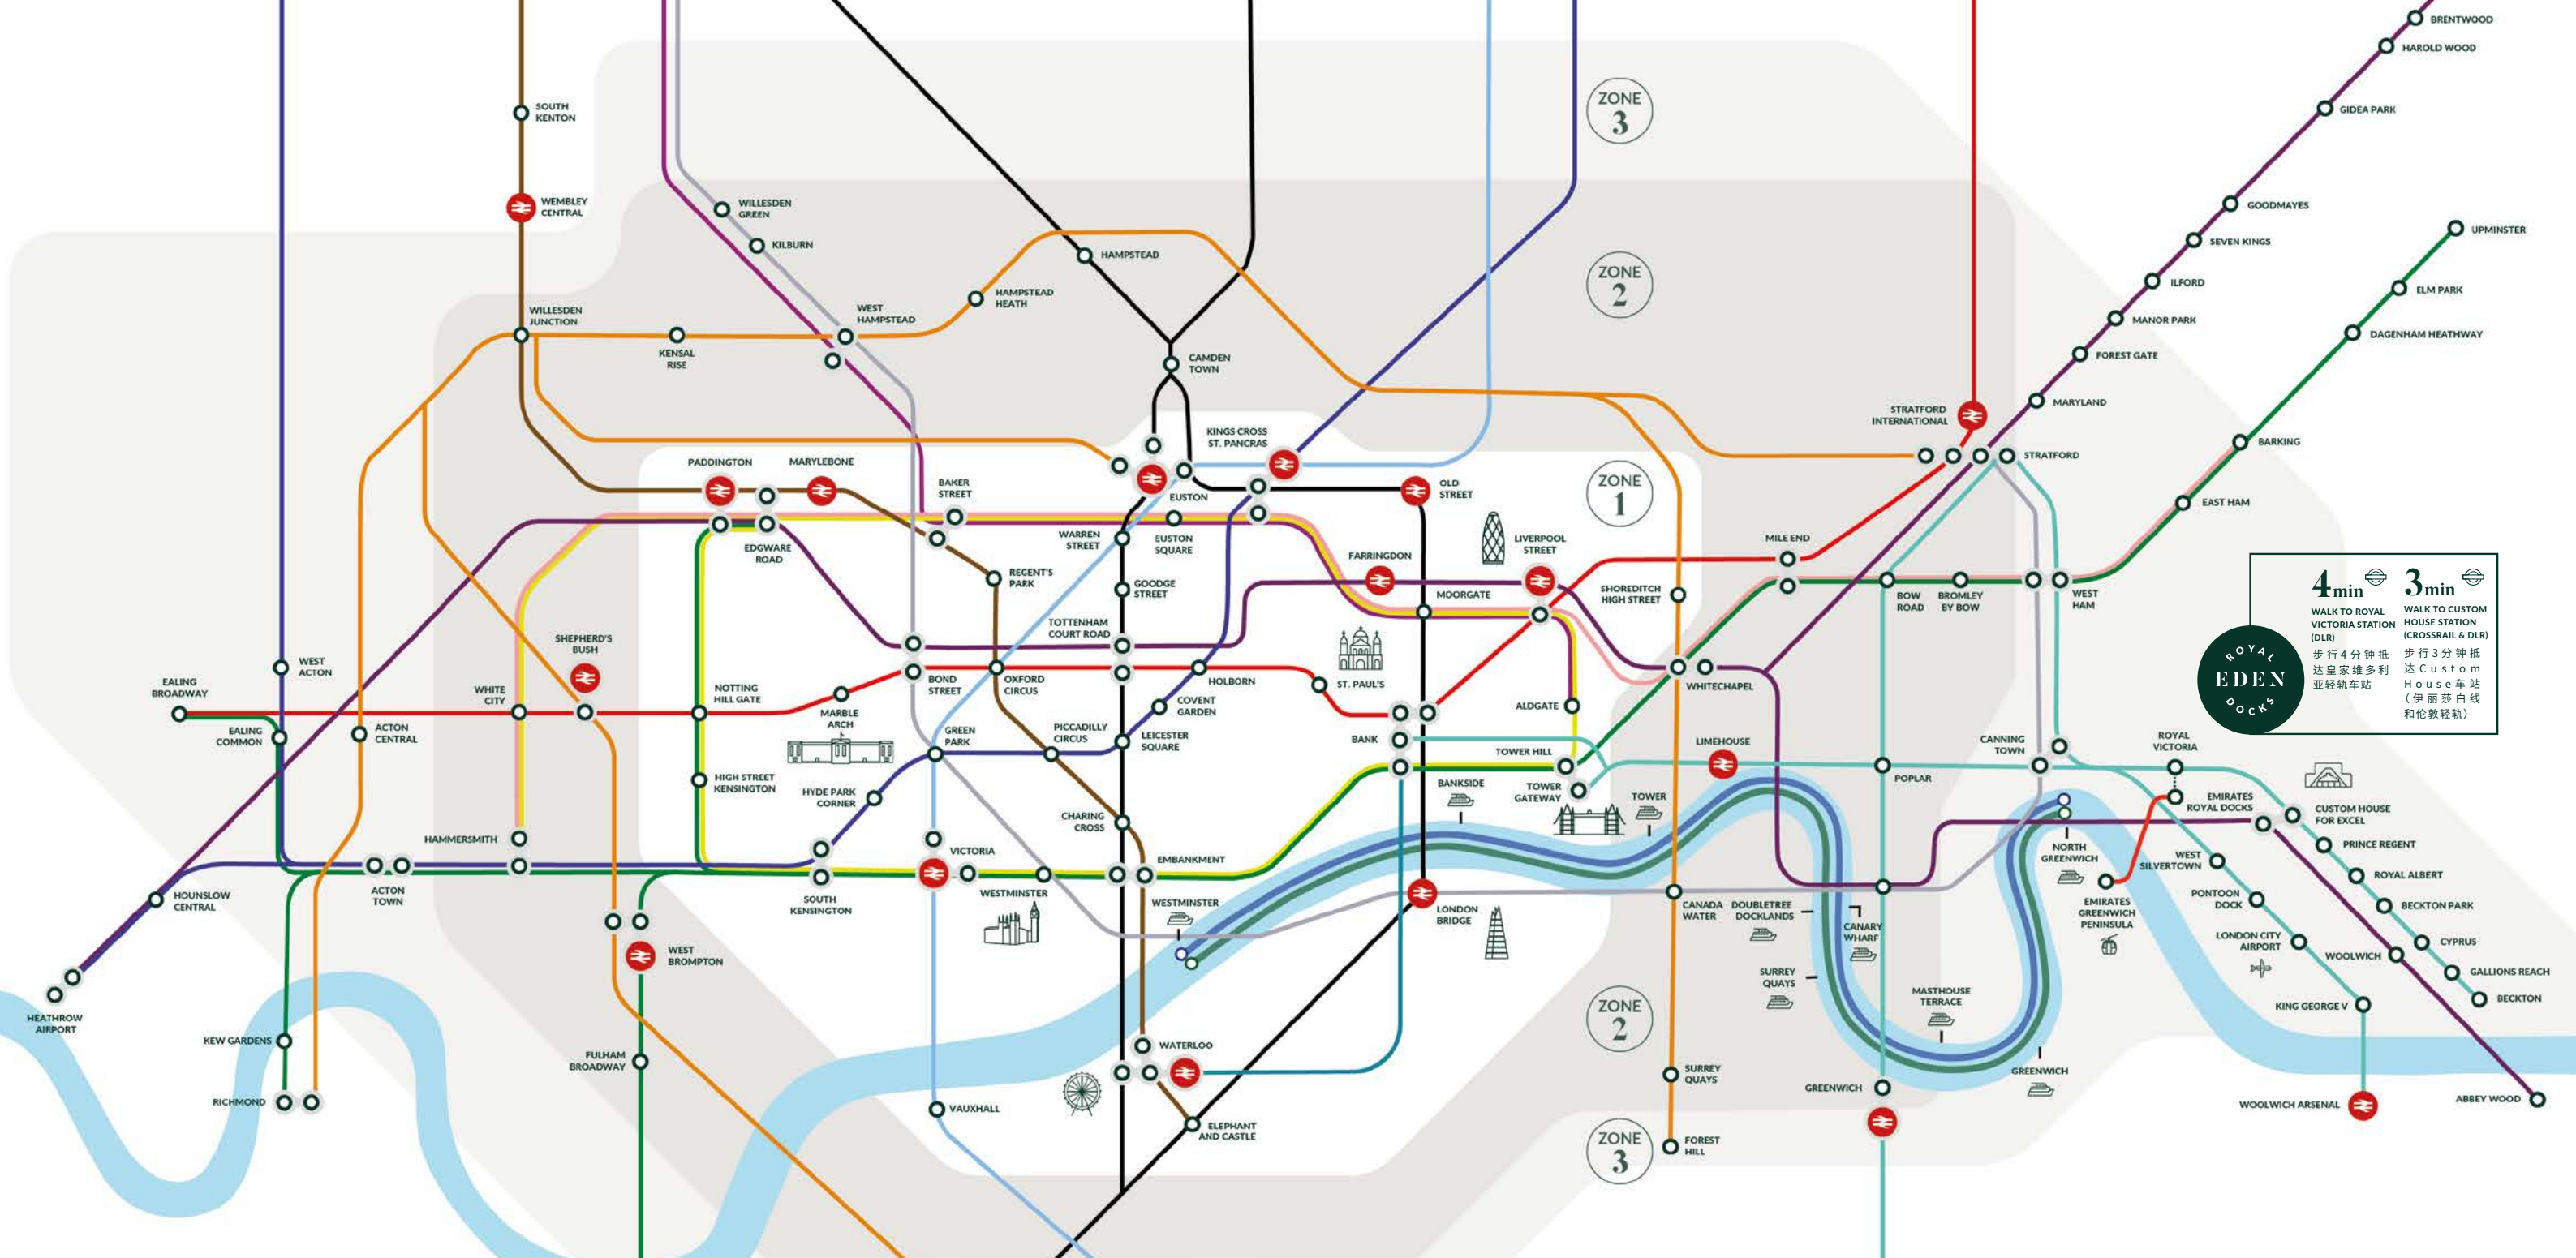 BRENTWOOD
HAROLD WOOD
ZONE
3
GIDEA PARK
SOUTH
KENTON
WEMBLEY
CENTRAL
WILLESDEN
GREEN
GOODMAYES
KILBURN
HAMPSTEAD
UPMINSTER
SEVEN KINGS
ZONE
2
ILFORD
ELM PARK
HAMPSTEAD
HEATH
WILLESDEN
JUNCTION
WEST
HAMPSTEAD
MANOR PARK
DAGENHAM HEATHWAY
KENSAL
RISE
CAMDEN
TOWN
FOREST GATE
MARYLAND
STRATFORD
INTERNATIONAL
KINGS CROSS
ST. PANCRAS
BARKING
STRATFORD
PADDINGTON
MARYLEBONE
BAKER
STREET
EUSTON
OLD
STREET
ZONE
1
EAST HAM
EDGWARE
ROAD
WARREN
STREET
EUSTON
SQUARE
FARRINGDON
LIVERPOOL
STREET
MILE END
REGENT'S
PARK
GOODGE
STREET
MOORGATE
SHOREDITCH
HIGH STREET
BOW
ROAD
BROMLEY
BY BOW
WEST
HAM
4min
WALK TO ROYAL
VICTORIA STATION
(DLR)
步行4分钟抵
达皇家维多利
亚轻轨车站
3min
WALK TO CUSTOM
HOUSE STATION
(CROSSRAIL & DLR)
步行3分钟抵
达Custom
House车站
(伊丽莎白线
和伦敦轻轨)
ROYAL
EDEN
DOCKS
TOTTENHAM
COURT ROAD
SHEPHERD'S
BUSH
WEST
ACTON
EALING
BROADWAY
WHITE
CITY
NOTTING
HILL GATE
BOND
STREET
OXFORD
CIRCUS
HOLBORN
ST. PAUL'S
WHITECHAPEL
MARBLE
ARCH
COVENT
GARDEN
ALDGATE
EALING
COMMON
ACTON
CENTRAL
GREEN
PARK
PICCADILLY
CIRCUS
LEICESTER
SQUARE
BANK
TOWER HILL
LIMEHOUSE
CANNING
TOWN
ROYAL
VICTORIA
HIGH STREET
KENSINGTON
HYDE PARK
CORNER
BANKSIDE
TOWER
GATEWAY
TOWER
POPLAR
EMIRATES
ROYAL DOCKS
CUSTOM HOUSE
FOR EXCEL
CHARING
CROSS
HAMMERSMITH
VICTORIA
EMBANKMENT
NORTH
GREENWICH
WEST
SILVERTOWN
PRINCE REGENT
ACTON
TOWN
HOUNSLOW
CENTRAL
SOUTH
KENSINGTON
WESTMINSTER
WESTMINSTER
LONDON
BRIDGE
CANADA
WATER
DOUBLETREE
DOCKLANDS
CANARY
WHARF
EMIRATES
GREENWICH
PENINSULA
PONTOON
DOCK
ROYAL ALBERT
BECKTON PARK
WEST
BROMPTON
LONDON CITY
AIRPORT
CYPRUS
WOOLWICH
GALLIONS REACH
SURREY
QUAYS
MASTHOUSE
TERRACE
BECKTON
HEATHROW
AIRPORT
KING GEORGE V
ZONE
2
KEW GARDENS
WATERLOO
FULHAM
BROADWAY
SURREY
QUAYS
GREENWICH
GREENWICH
RICHMOND
VAUXHALL
ELEPHANT
AND CASTLE
WOOLWICH ARSENAL
ABBEY WOOD
ZONE
3
FOREST
HILL